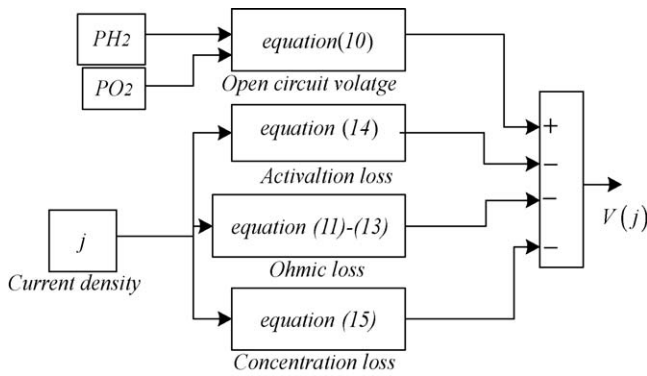 PH2
PO2
equation(10)
Open circuit volatge
equation (14)
Activaltion loss
j
Current density
equation (11)-(13)
Ohmic loss
equation (15)
Concentration loss
+
−
−
−
V(j)